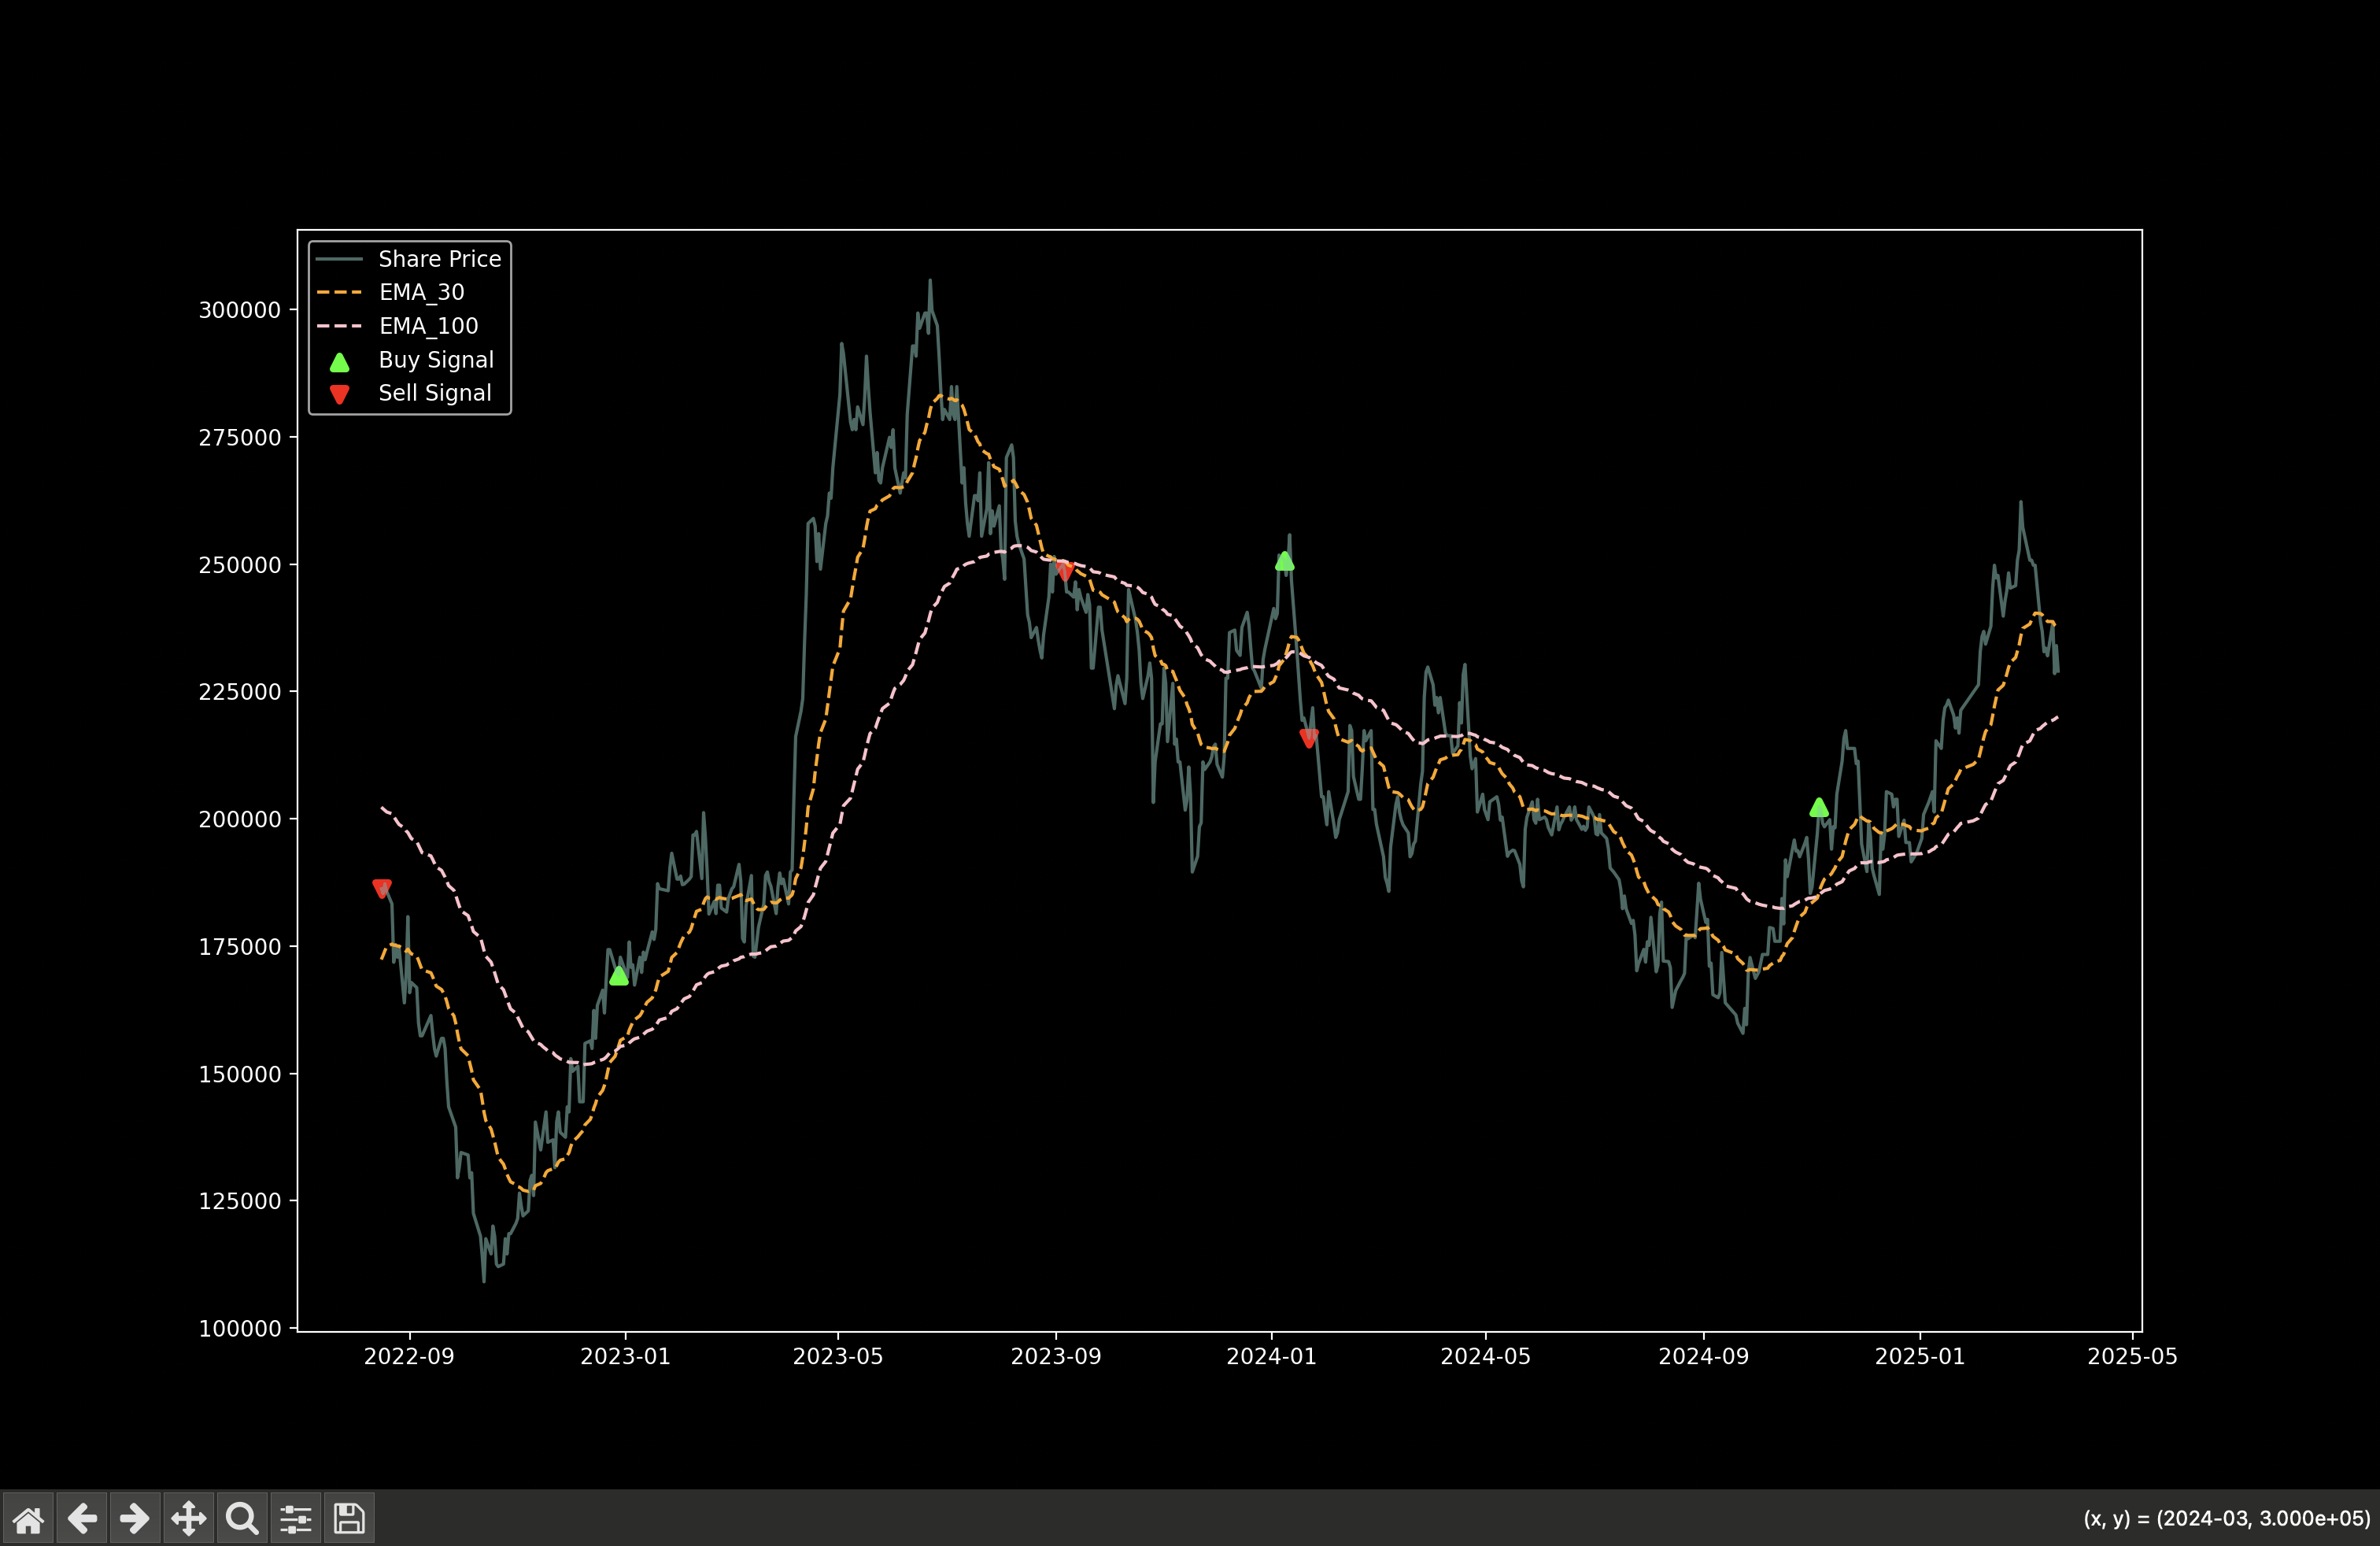 Share Price
EMA_30
EMA_100
Buy Signal
Sell Signal
300000
275000
250000
225000
200000
175000
150000
125000
100000
2022-09 2023-01 2023-05 2023-09 2024-01 2024-05 2024-09 2025-01 2025-05
(x, y) = (2024-03, 3.000e+05)